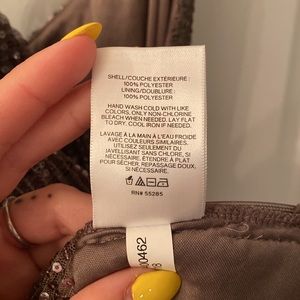 SHELL/COUCHE EXTÉRIEURE :
100% POLYESTER
LINING/DOUBLURE :
100% POLYESTER
HAND WASH COLD WITH LIKE
COLORS, ONLY NON-CHLORINE
BLEACH WHEN NEEDED. LAY FLAT
TO DRY. COOL IRON IF NEEDED.
LAVAGE À LA MAIN À L'EAU FROIDE
AVEC COULEURS SIMILAIRES.
UTILISEZ SEULEMENT DU
JAVELLISANT SANS CHLORE, SI
NÉCESSAIRE. ÉTENDRE À PLAT
POUR SÉCHER, REPASSAGE DOUX,
SI NÉCESSAIRE.
RN# 55285
00462